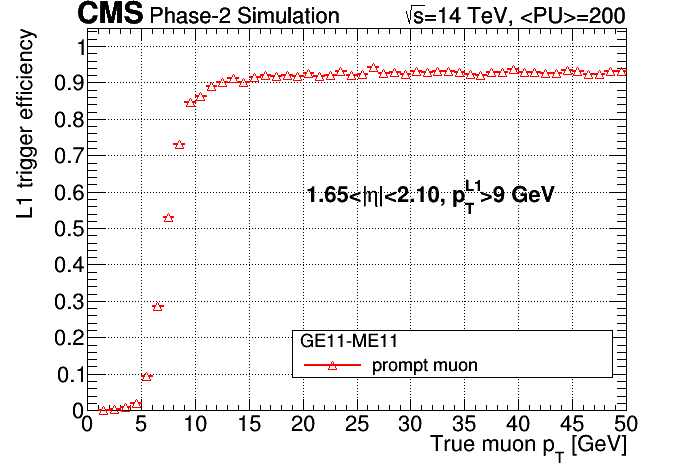 CMS Phase-2 Simulation √s=14 TeV, <PU>=200
L1 trigger efficiency
1
0.9
0.8
0.7
0.6
0.5
0.4
0.3
0.2
0.1
0
1.65<|η|<2.10, p_T^L1>9 GeV
GE11-ME11
prompt muon
0 5 10 15 20 25 30 35 40 45 50
True muon p_T [GeV]